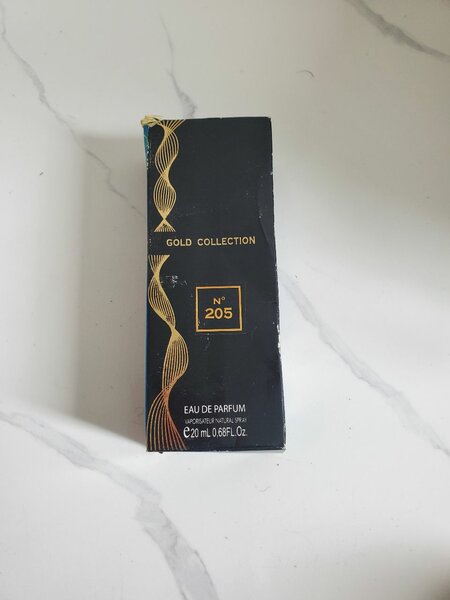 GOLD COLLECTION
N°
205
EAU DE PARFUM
VAPORISATEUR NATURAL SPRAY
℮20 mL 0.68FL.Oz.